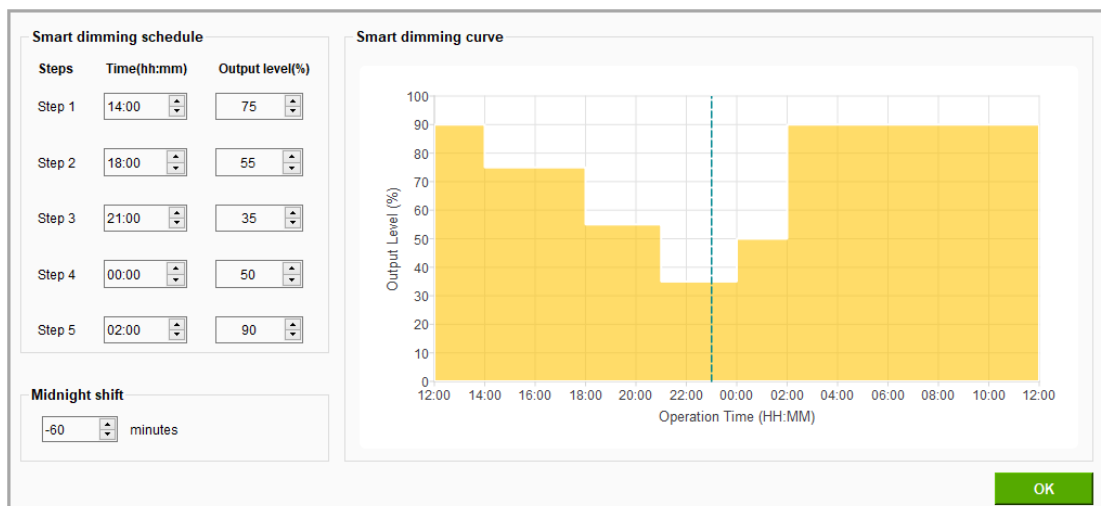 Smart dimming schedule
Steps Time(hh:mm) Output level(%)
Step 1 14:00 75
Step 2 18:00 55
Step 3 21:00 35
Step 4 00:00 50
Step 5 02:00 90
Midnight shift
-60 minutes
Smart dimming curve
100
90
80
70
60
50
40
30
20
10
0
Output Level (%)
12:00 14:00 16:00 18:00 20:00 22:00 00:00 02:00 04:00 06:00 08:00 10:00 12:00
Operation Time (HH:MM)
OK